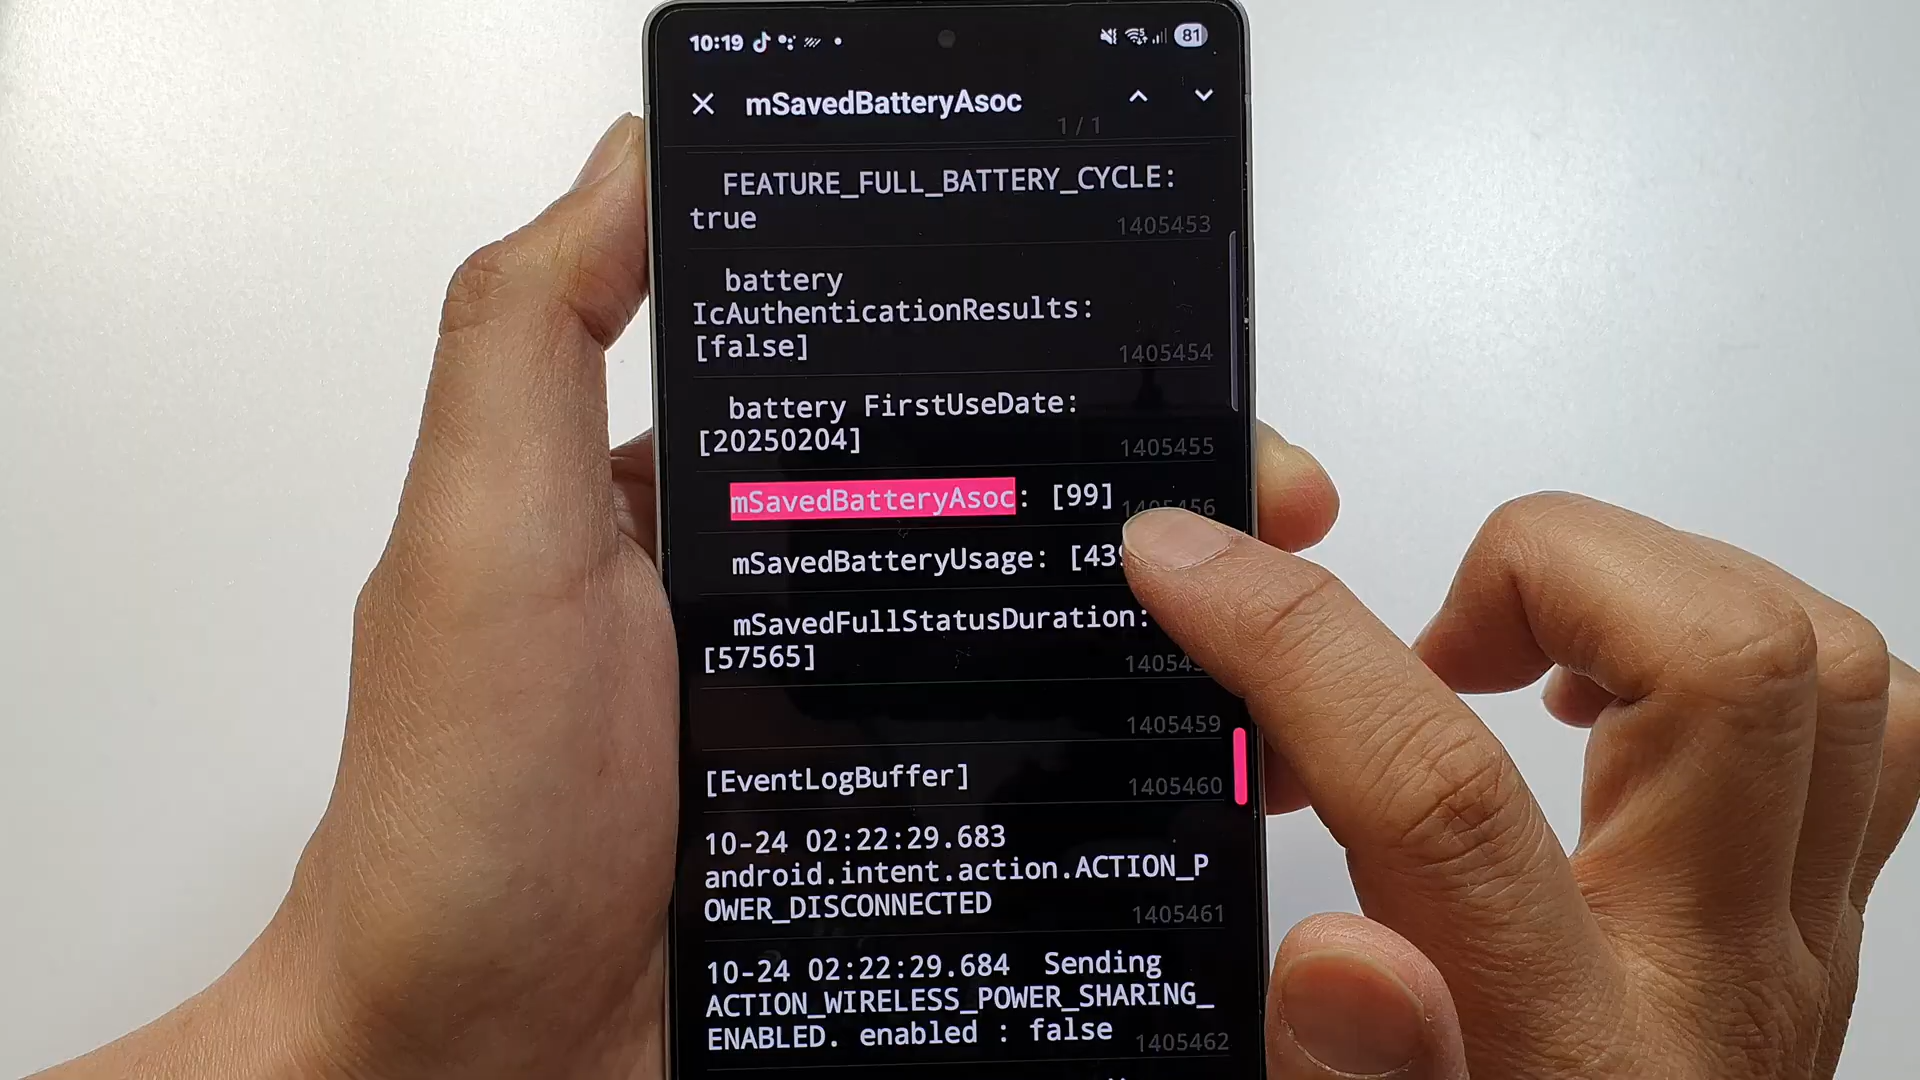 10:19
81
mSavedBatteryAsoc
1/1
FEATURE_FULL_BATTERY_CYCLE:
true
1405453
battery
IcAuthenticationResults:
[false]
1405454
battery FirstUseDate:
[20250204]
1405455
mSavedBatteryAsoc: [99]
1405456
mSavedBatteryUsage:
mSavedFullStatusDuration:
[57565]
1405459
[EventLogBuffer]
1405460
10-24 02:22:29.683
android.intent.action.ACTION_P
OWER_DISCONNECTED
1405461
10-24 02:22:29.684 Sending
ACTION_WIRELESS_POWER_SHARING_
ENABLED. enabled : false
1405462